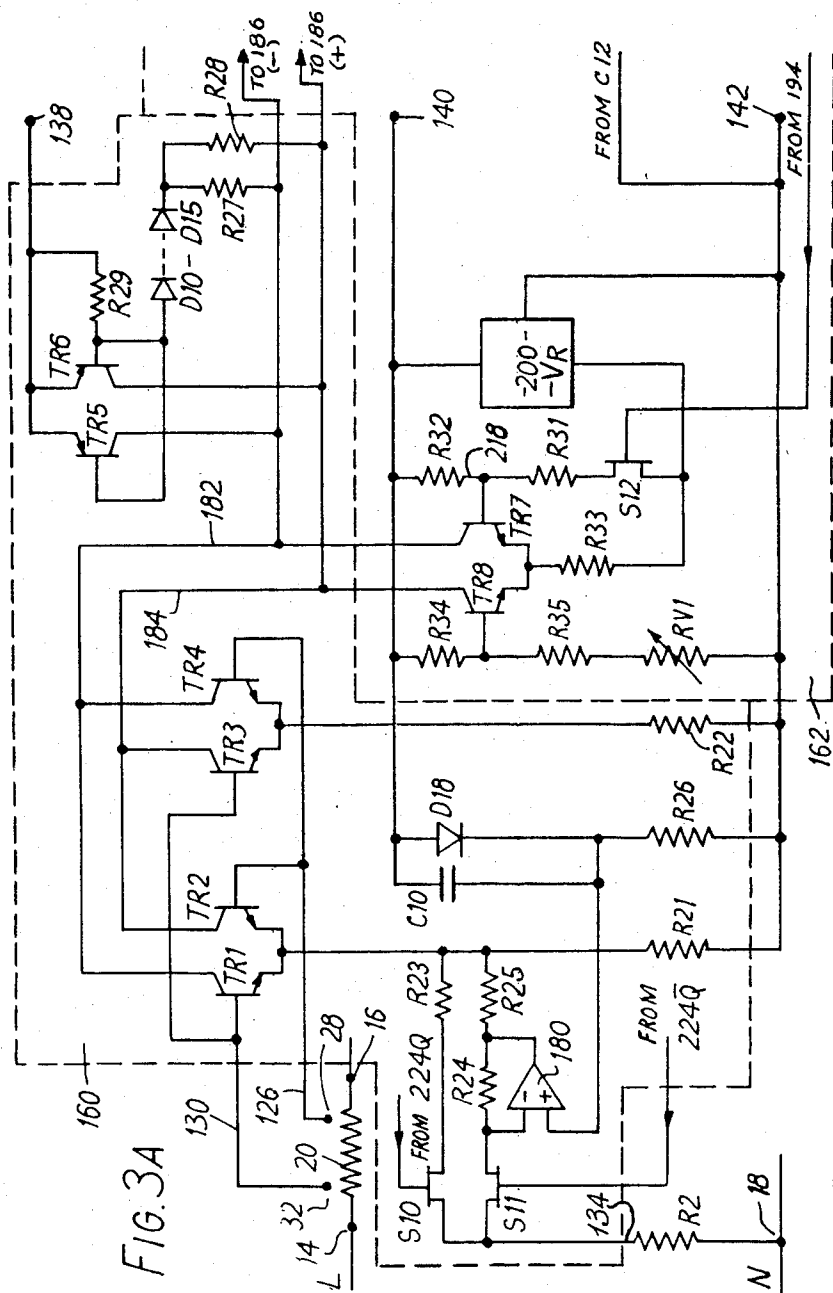 FIG. 3A
160
130
126
28
16
20
32
14
L
TR1
TR2
TR3
TR4
184
182
TR5
TR6
R29
D10-D15
R27
R28
138
TO 186
(-)
TO 186
(+)
S10
FROM 224Q
R23
R24
R25
180
S11
134
R2
18
N
FROM
224Q̅
R21
C10
D18
R26
R22
162
R34
R35
RV1
TR8
TR7
R33
R32
218
R31
S12
-200-
-VR
140
FROM C12
142
FROM 194